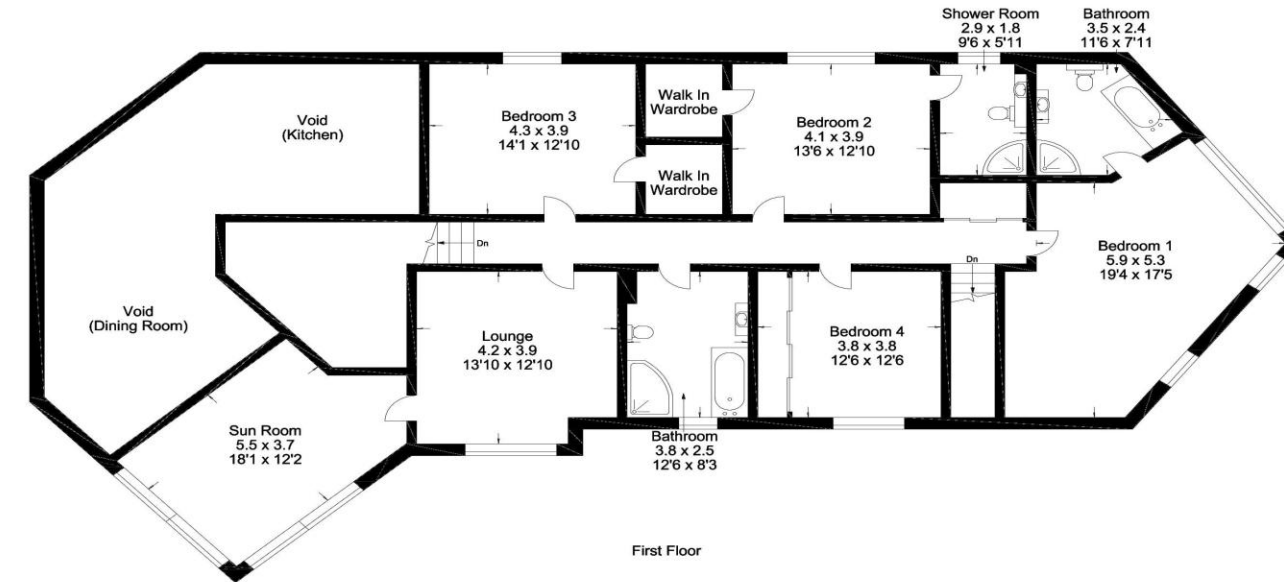 Shower Room
2.9 x 1.8
9'6 x 5'11
Bathroom
3.5 x 2.4
11'6 x 7'11
Void
(Kitchen)
Bedroom 3
4.3 x 3.9
14'1 x 12'10
Walk In
Wardrobe
Walk In
Wardrobe
Bedroom 2
4.1 x 3.9
13'6 x 12'10
Dn
Dn
Bedroom 1
5.9 x 5.3
19'4 x 17'5
Void
(Dining Room)
Lounge
4.2 x 3.9
13'10 x 12'10
Bedroom 4
3.8 x 3.8
12'6 x 12'6
Sun Room
5.5 x 3.7
18'1 x 12'2
Bathroom
3.8 x 2.5
12'6 x 8'3
First Floor